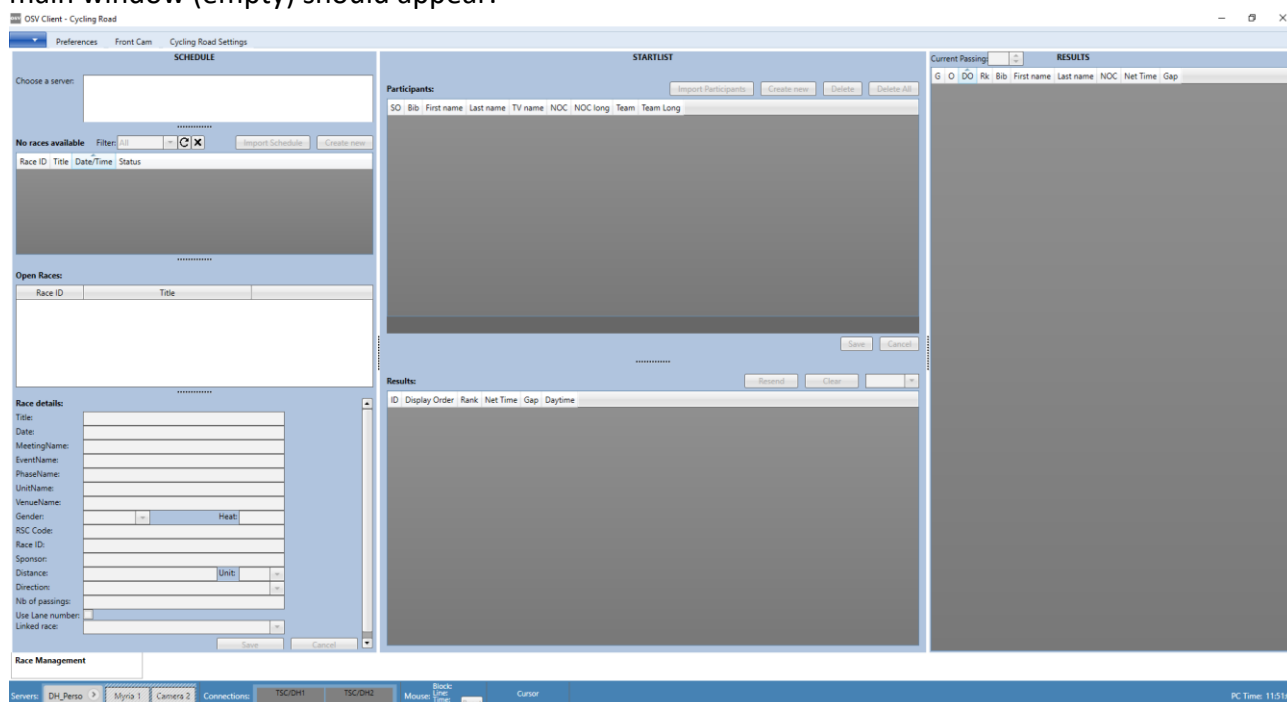 main window (empty) should appear.
OSV Client - Cycling Road
Preferences Front Cam Cycling Road Settings
SCHEDULE
Choose a server:
No races available Filter: All Import Schedule Create new
Race ID Title Date/Time Status
Open Races:
Race ID Title
Race details:
Title:
Date:
MeetingName:
EventName:
PhaseName:
UnitName:
VenueName:
Gender: Heat:
RSC Code:
Race ID:
Sponsor:
Distance: Unit:
Direction:
Nb of passings:
Use Lane number:
Linked race:
Save Cancel
STARTLIST
Participants: Import Participants Create new Delete Delete All
SO Bib First name Last name TV name NOC NOC long Team Team Long
Save Cancel
Results: Resend Clear
ID Display Order Rank Net Time Gap Daytime
Current Passing: RESULTS
G O DO Rk Bib First name Last name NOC Net Time Gap
Race Management
Servers: DH_Perso Myria 1 Camera 2 Connections: TSC/DH1 TSC/DH2 Mouse: Block:
Line:
Time:
Cursor
PC Time: 11:51: